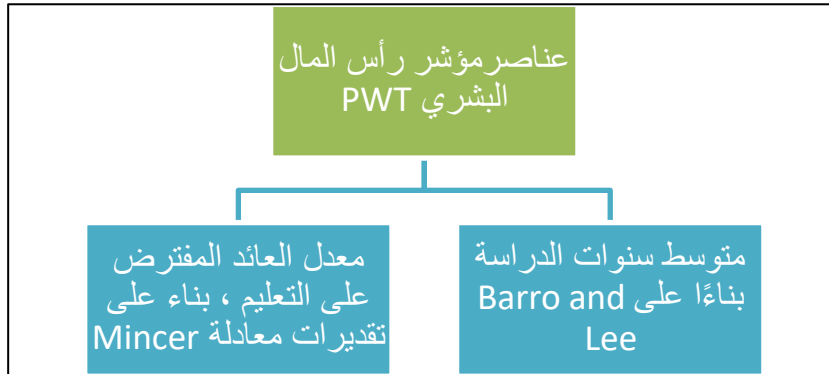 عناصرمؤشر رأس المال
البشري PWT
متوسط سنوات الدراسة
بناءًا على Barro and
Lee
معدل العائد المفترض
على التعليم ، بناء على
تقديرات معادلة Mincer